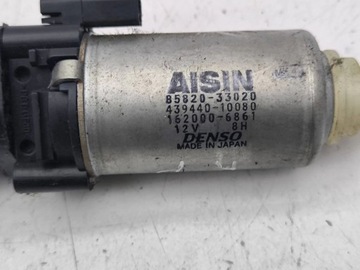 AISIN
85820-33020
439440-10080
162000-6861
12V 8H
DENSO
MADE IN JAPAN